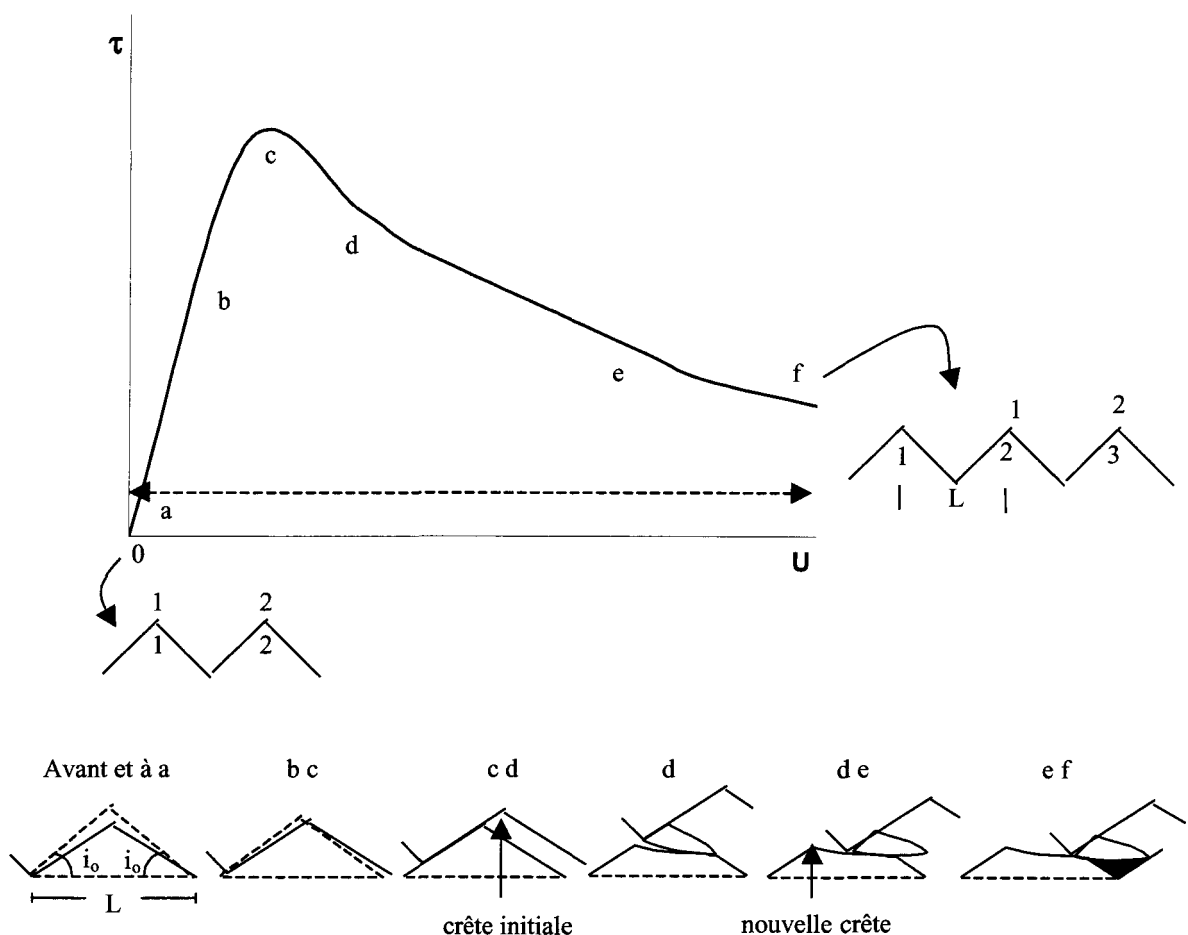 τ
c
d
b
e
f
a
0
U
1 2
1 2 3
L
1 2
1 2
Avant et à a
b c
c d
d
d e
e f
i₀ i₀
L
crête initiale
nouvelle crête